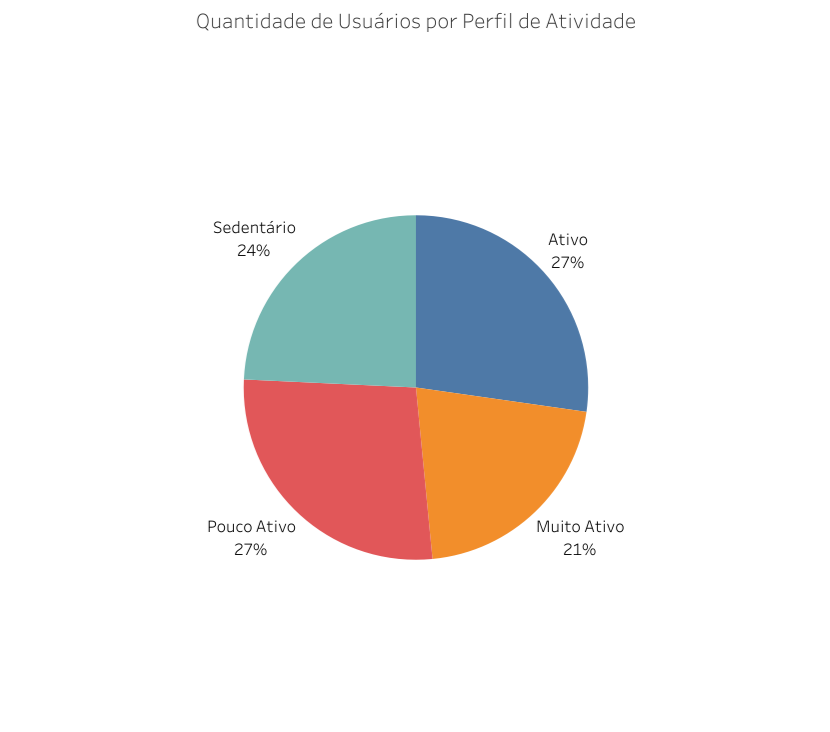 Quantidade de Usuários por Perfil de Atividade
Sedentário
24%
Ativo
27%
Pouco Ativo
27%
Muito Ativo
21%